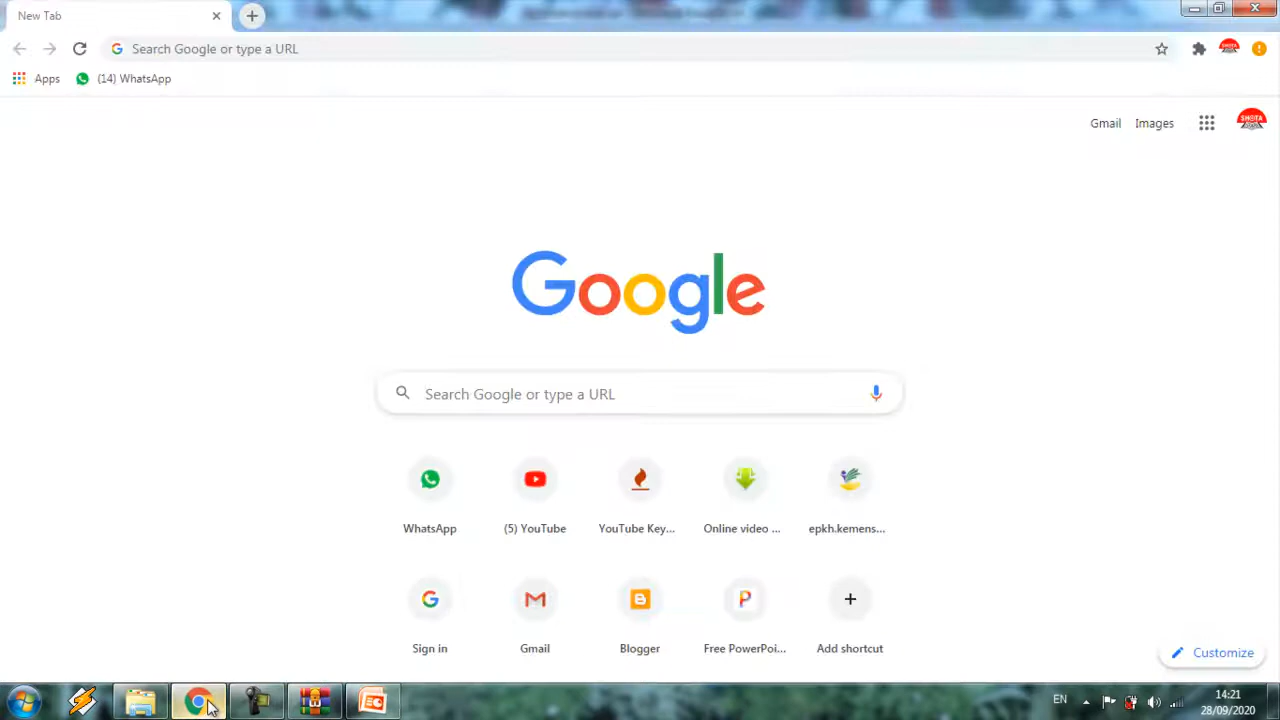 New Tab
Search Google or type a URL
Apps
(14) WhatsApp
Gmail
Images
SHOTA
Google
Search Google or type a URL
WhatsApp
(5) YouTube
YouTube Key...
Online video ...
epkh.kemens...
Sign in
Gmail
Blogger
Free PowerPoi...
Add shortcut
Customize
EN
14:21
28/09/2020